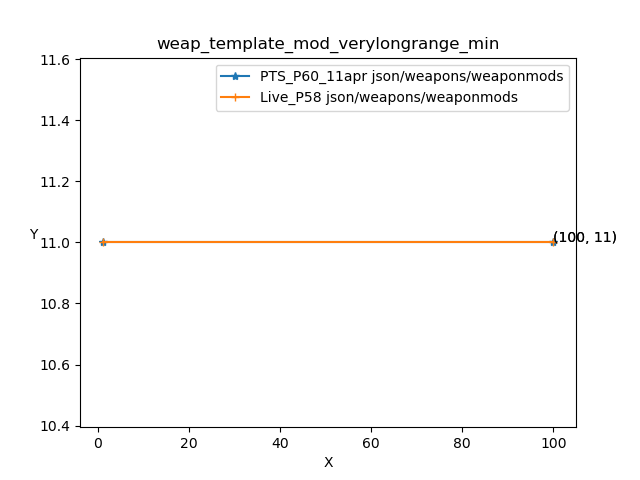 weap_template_mod_verylongrange_min
PTS_P60_11apr json/weapons/weaponmods
Live_P58 json/weapons/weaponmods
11.6
11.4
11.2
Y
11.0
(100, 11)
10.8
10.6
10.4
0 20 40 60 80 100
X